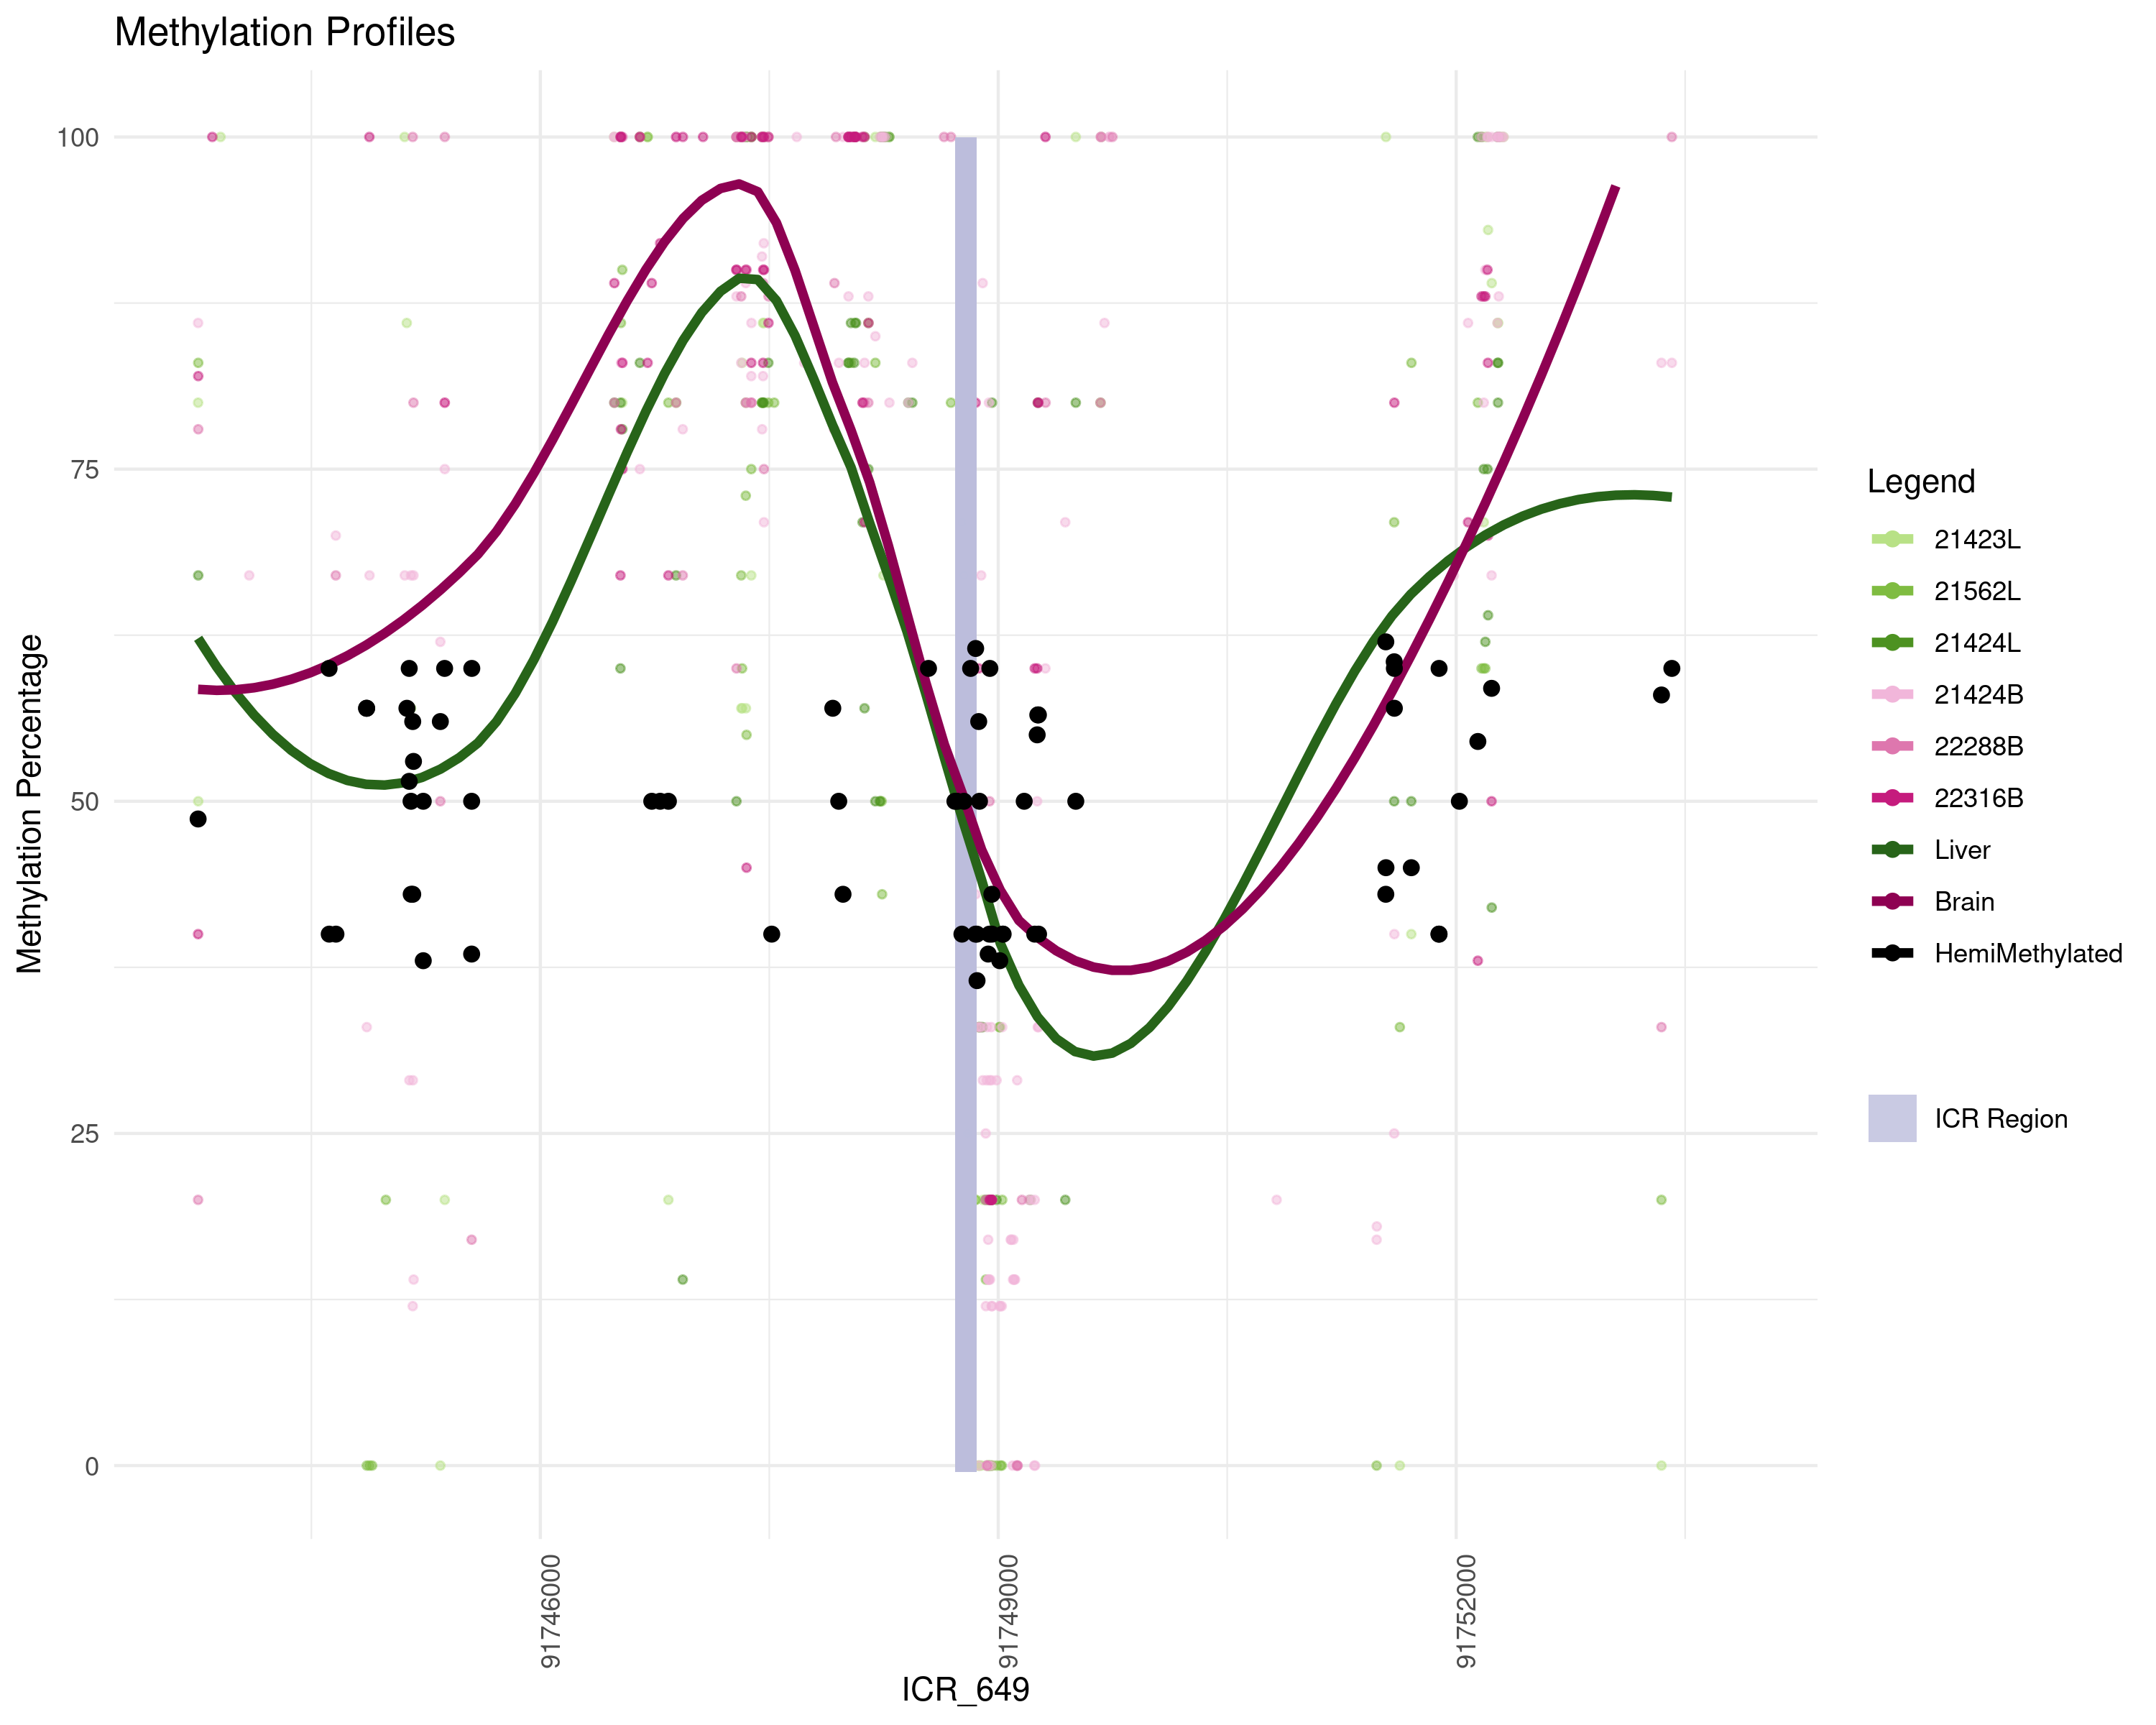 Methylation Profiles
100
75
50
25
0
Methylation Percentage
91746000
91749000
91752000
ICR_649
Legend
21423L
21562L
21424L
21424B
22288B
22316B
Liver
Brain
HemiMethylated
ICR Region